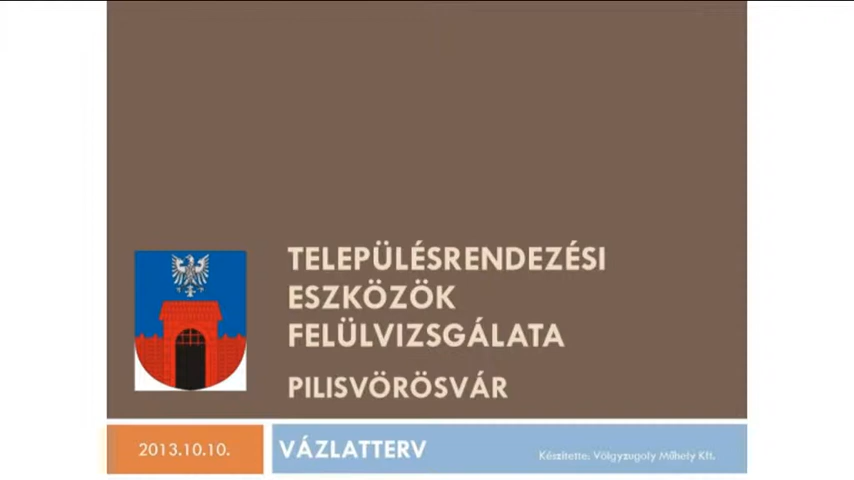 TELEPÜLÉSRENDEZÉSI
ESZKÖZÖK
FELÜLVIZSGÁLATA
PILISVÖRÖSVÁR
2013.10.10.
VÁZLATTERV
Készítette: Völgyzugoly Műhely Kft.